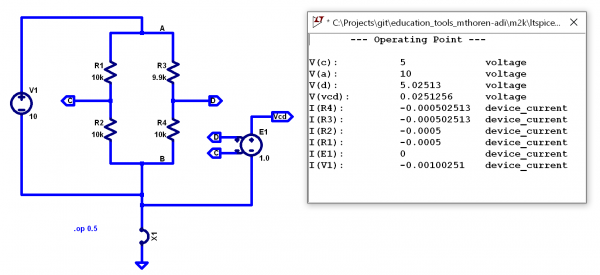 A
R1
10k
R3
9.9k
V1
10
C
D
R2
10k
R4
10k
Vcd
E1
D
C
1.0
B
.op 0.5
X1
* C:\Projects\git\education_tools_mthoren-adi\m2k\ltspice...
--- Operating Point ---
V(c): 5 voltage
V(a): 10 voltage
V(d): 5.02513 voltage
V(vcd): 0.0251256 voltage
I(R4): -0.000502513 device_current
I(R3): -0.000502513 device_current
I(R2): -0.0005 device_current
I(R1): -0.0005 device_current
I(E1): 0 device_current
I(V1): -0.00100251 device_current